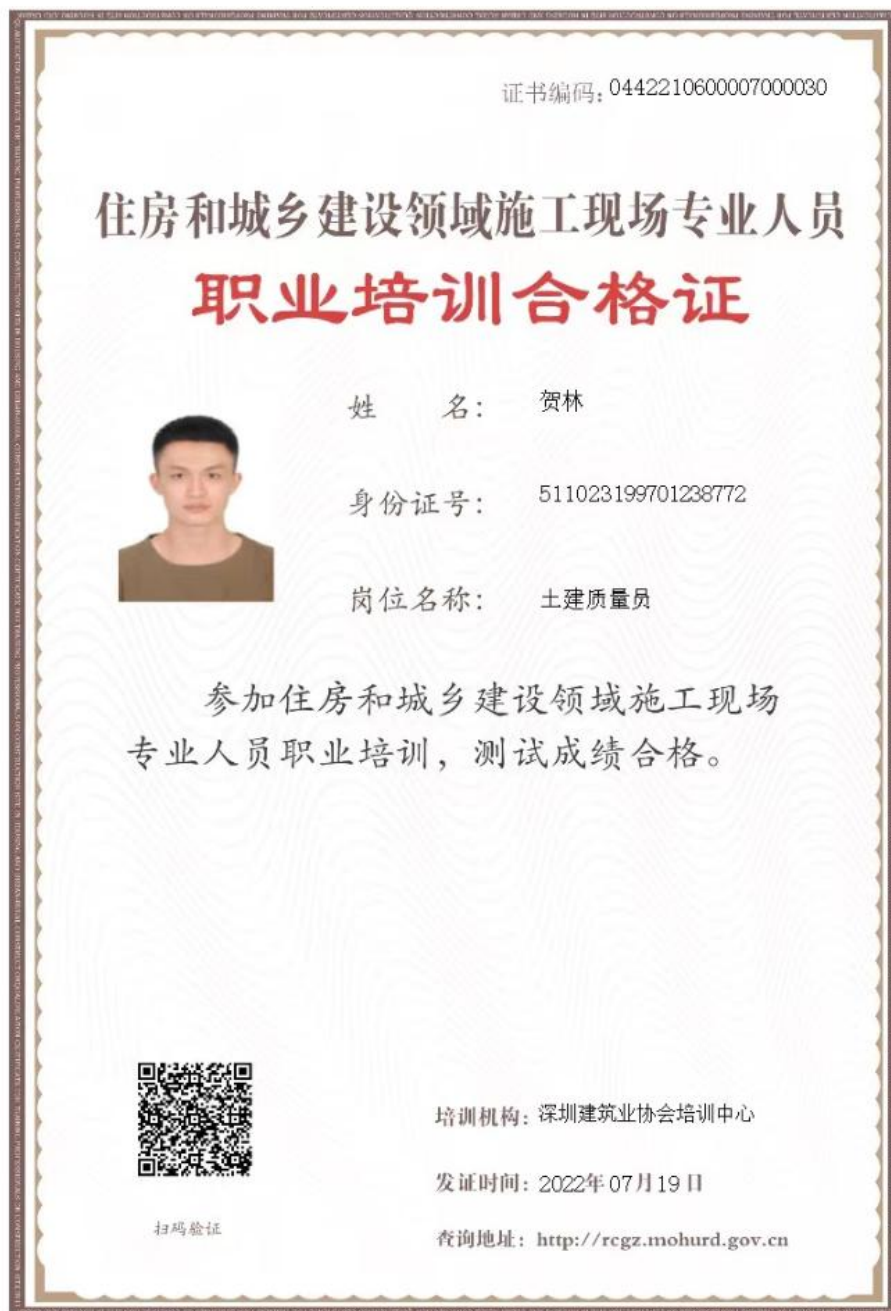 证书编码：0442210600007000030
住房和城乡建设领域施工现场专业人员
职业培训合格证
姓 名： 贺林
身份证号： 511023199701238772
岗位名称： 土建质量员
参加住房和城乡建设领域施工现场
专业人员职业培训，测试成绩合格。
培训机构：深圳建筑业协会培训中心
发证时间：2022年07月19日
扫码验证
查询地址：http://rcgz.mohurd.gov.cn